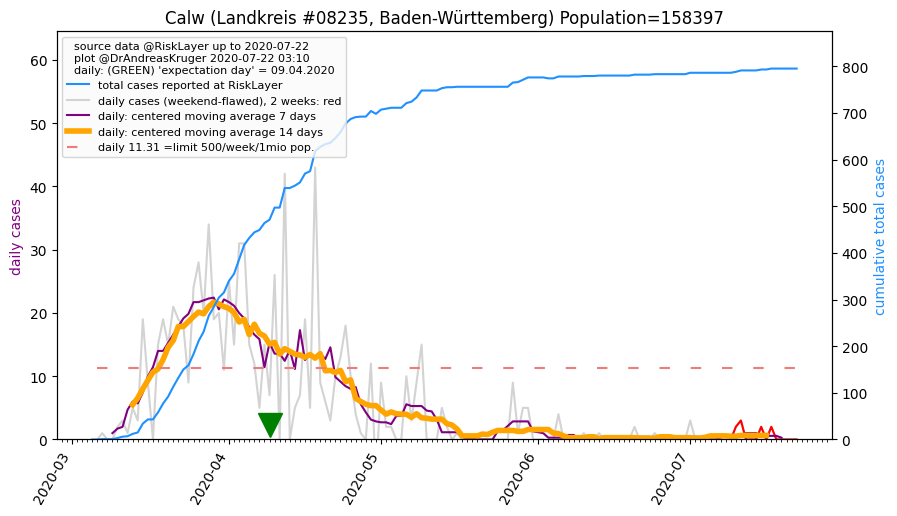 Calw (Landkreis #08235, Baden-Württemberg) Population=158397
source data @RiskLayer up to 2020-07-22
plot @DrAndreasKruger 2020-07-22 03:10
daily: (GREEN) 'expectation day' = 09.04.2020
total cases reported at RiskLayer
daily cases (weekend-flawed), 2 weeks: red
daily: centered moving average 7 days
daily: centered moving average 14 days
daily 11.31 =limit 500/week/1mio pop.
daily cases
60
50
40
30
20
10
0
cumulative total cases
800
700
600
500
400
300
200
100
0
2020-03
2020-04
2020-05
2020-06
2020-07